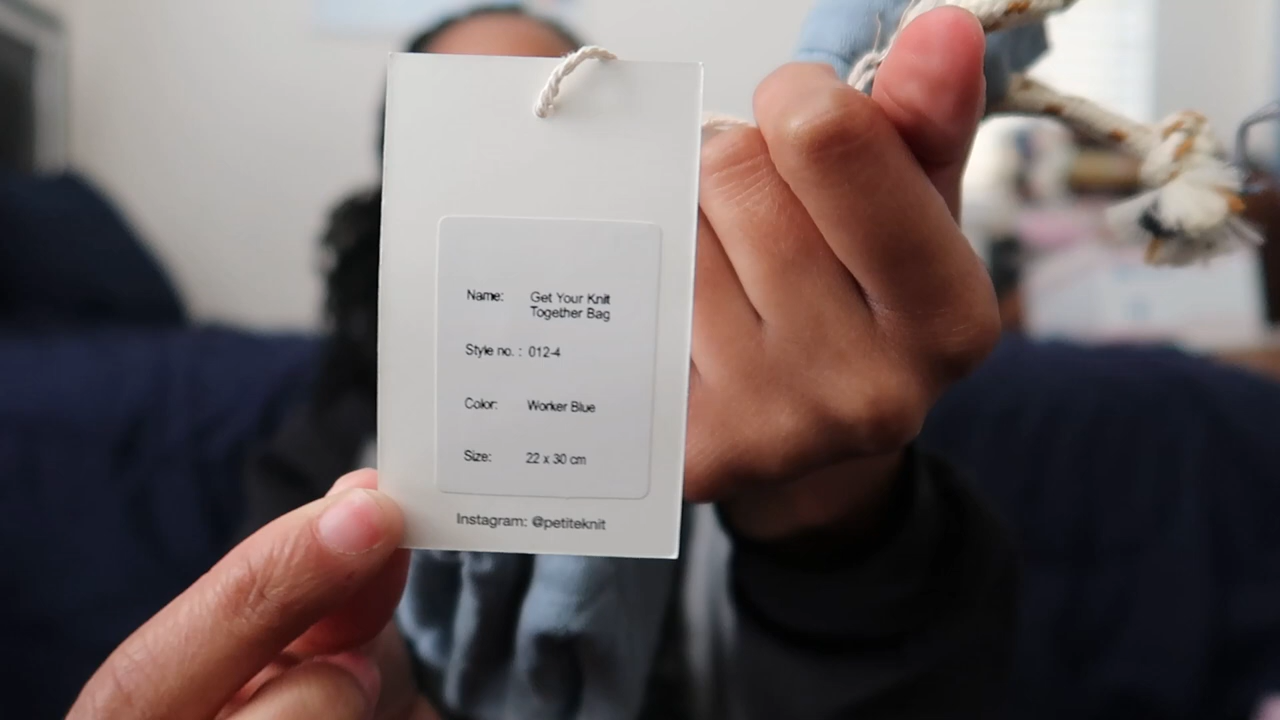 Name: Get Your Knit
Together Bag
Style no. : 012-4
Color: Worker Blue
Size: 22 x 30 cm
Instagram: @petiteknit